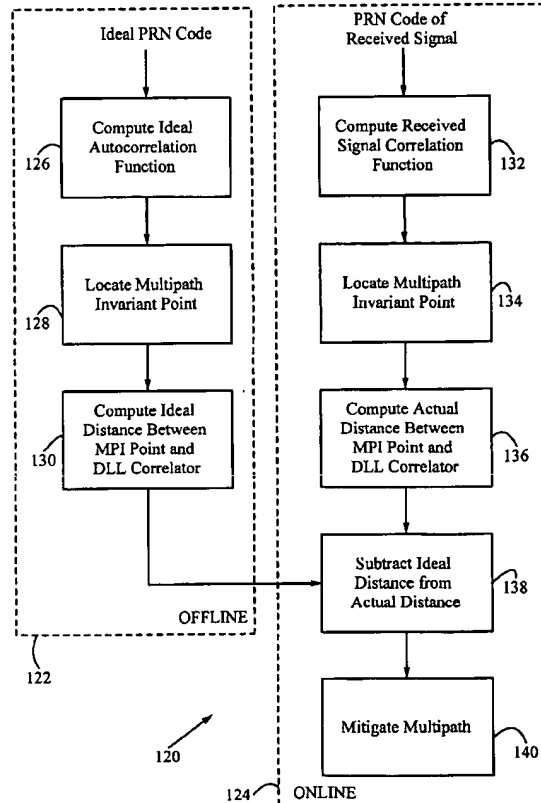 Ideal PRN Code
Compute Ideal
Autocorrelation
Function
126
Locate Multipath
Invariant Point
128
Compute Ideal
Distance Between
MPI Point and
DLL Correlator
130
OFFLINE
122
120
PRN Code of
Received Signal
Compute Received
Signal Correlation
Function
132
Locate Multipath
Invariant Point
134
Compute Actual
Distance Between
MPI Point and
DLL Correlator
136
Subtract Ideal
Distance from
Actual Distance
138
Mitigate Multipath
140
124
ONLINE